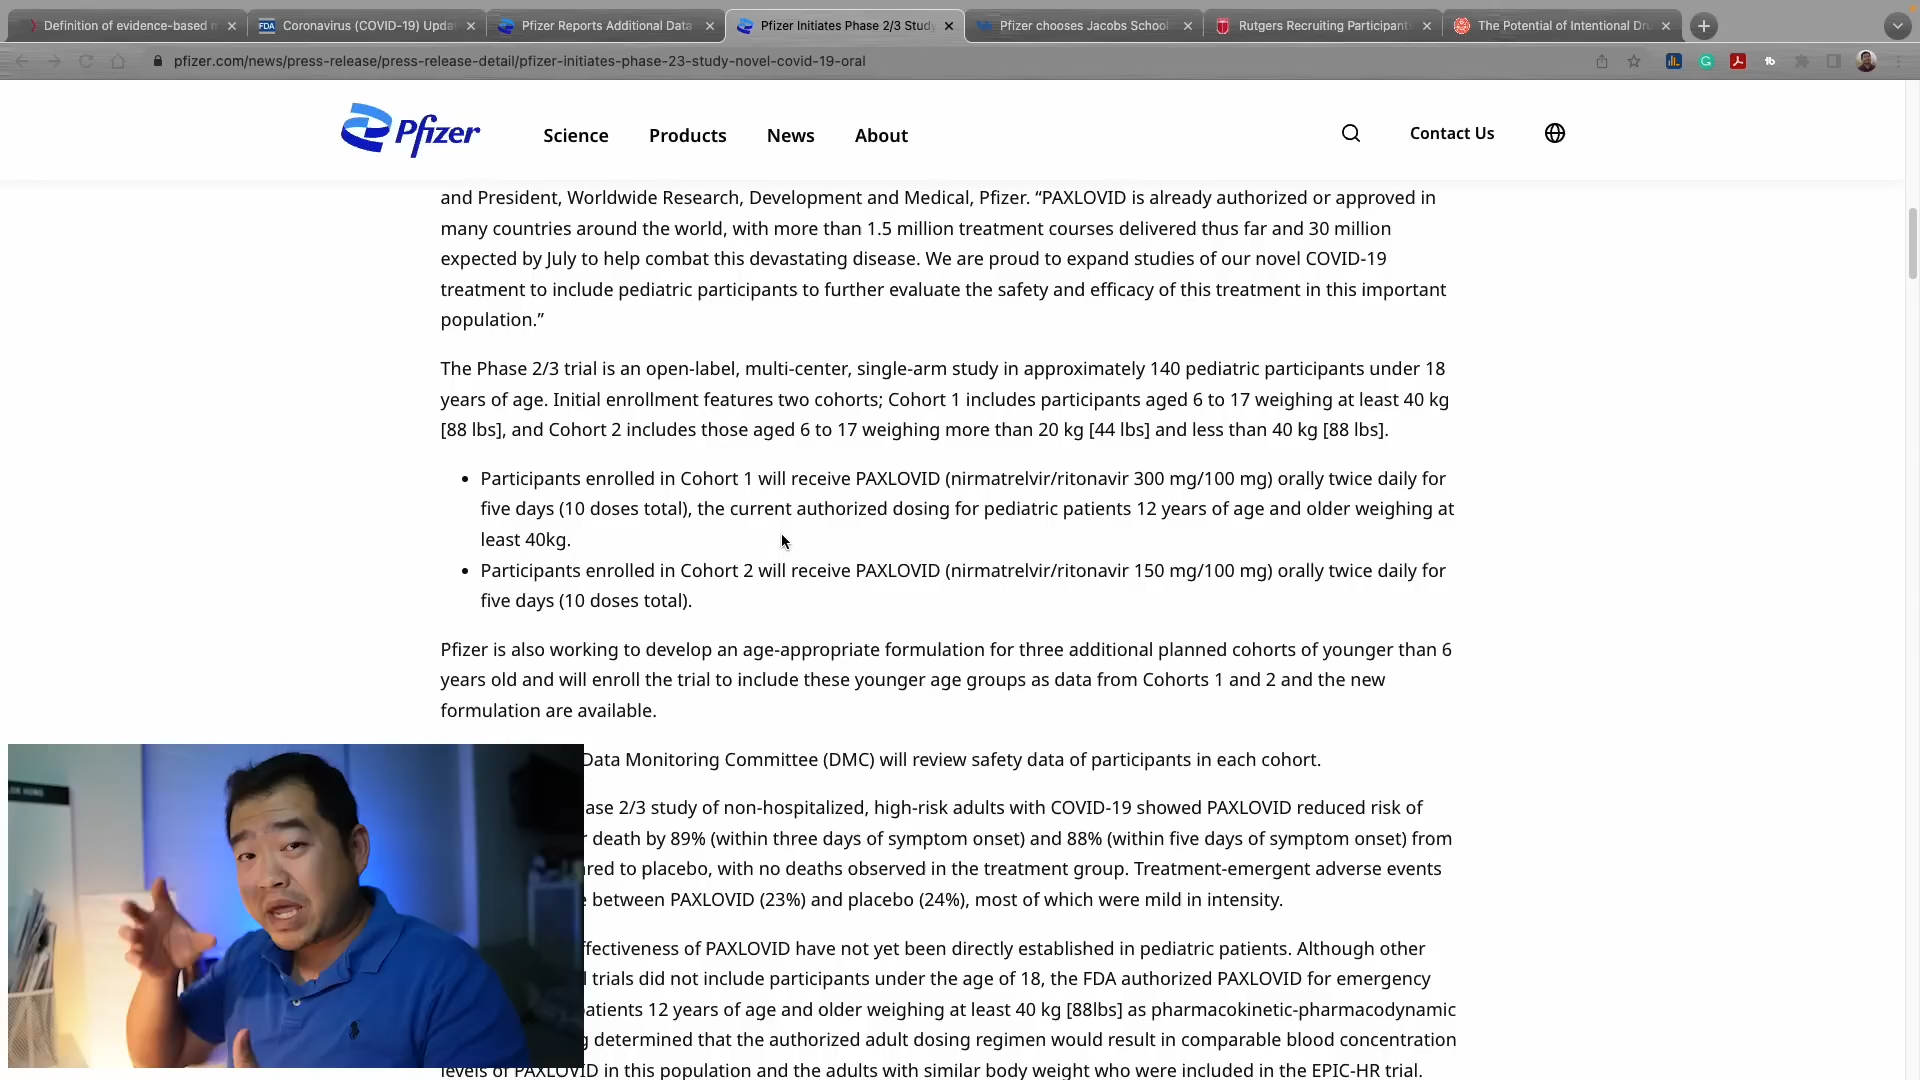 Definition of evidence-based m
FDA Coronavirus (COVID-19) Upda
Pfizer Reports Additional Data
Pfizer Initiates Phase 2/3 Study
Pfizer chooses Jacobs School
Rutgers Recruiting Participant
The Potential of Intentional Dru
pfizer.com/news/press-release/press-release-detail/pfizer-initiates-phase-23-study-novel-covid-19-oral
Pfizer
Science Products News About
Contact Us
and President, Worldwide Research, Development and Medical, Pfizer. “PAXLOVID is already authorized or approved in
many countries around the world, with more than 1.5 million treatment courses delivered thus far and 30 million
expected by July to help combat this devastating disease. We are proud to expand studies of our novel COVID-19
treatment to include pediatric participants to further evaluate the safety and efficacy of this treatment in this important
population.”
The Phase 2/3 trial is an open-label, multi-center, single-arm study in approximately 140 pediatric participants under 18
years of age. Initial enrollment features two cohorts; Cohort 1 includes participants aged 6 to 17 weighing at least 40 kg
[88 lbs], and Cohort 2 includes those aged 6 to 17 weighing more than 20 kg [44 lbs] and less than 40 kg [88 lbs].
• Participants enrolled in Cohort 1 will receive PAXLOVID (nirmatrelvir/ritonavir 300 mg/100 mg) orally twice daily for
five days (10 doses total), the current authorized dosing for pediatric patients 12 years of age and older weighing at
least 40kg.
• Participants enrolled in Cohort 2 will receive PAXLOVID (nirmatrelvir/ritonavir 150 mg/100 mg) orally twice daily for
five days (10 doses total).
Pfizer is also working to develop an age-appropriate formulation for three additional planned cohorts of younger than 6
years old and will enroll the trial to include these younger age groups as data from Cohorts 1 and 2 and the new
formulation are available.
Data Monitoring Committee (DMC) will review safety data of participants in each cohort.
ase 2/3 study of non-hospitalized, high-risk adults with COVID-19 showed PAXLOVID reduced risk of
death by 89% (within three days of symptom onset) and 88% (within five days of symptom onset) from
red to placebo, with no deaths observed in the treatment group. Treatment-emergent adverse events
between PAXLOVID (23%) and placebo (24%), most of which were mild in intensity.
ffectiveness of PAXLOVID have not yet been directly established in pediatric patients. Although other
trials did not include participants under the age of 18, the FDA authorized PAXLOVID for emergency
atients 12 years of age and older weighing at least 40 kg [88lbs] as pharmacokinetic-pharmacodynamic
determined that the authorized adult dosing regimen would result in comparable blood concentration
levels of PAXLOVID in this population and the adults with similar body weight who were included in the EPIC-HR trial.